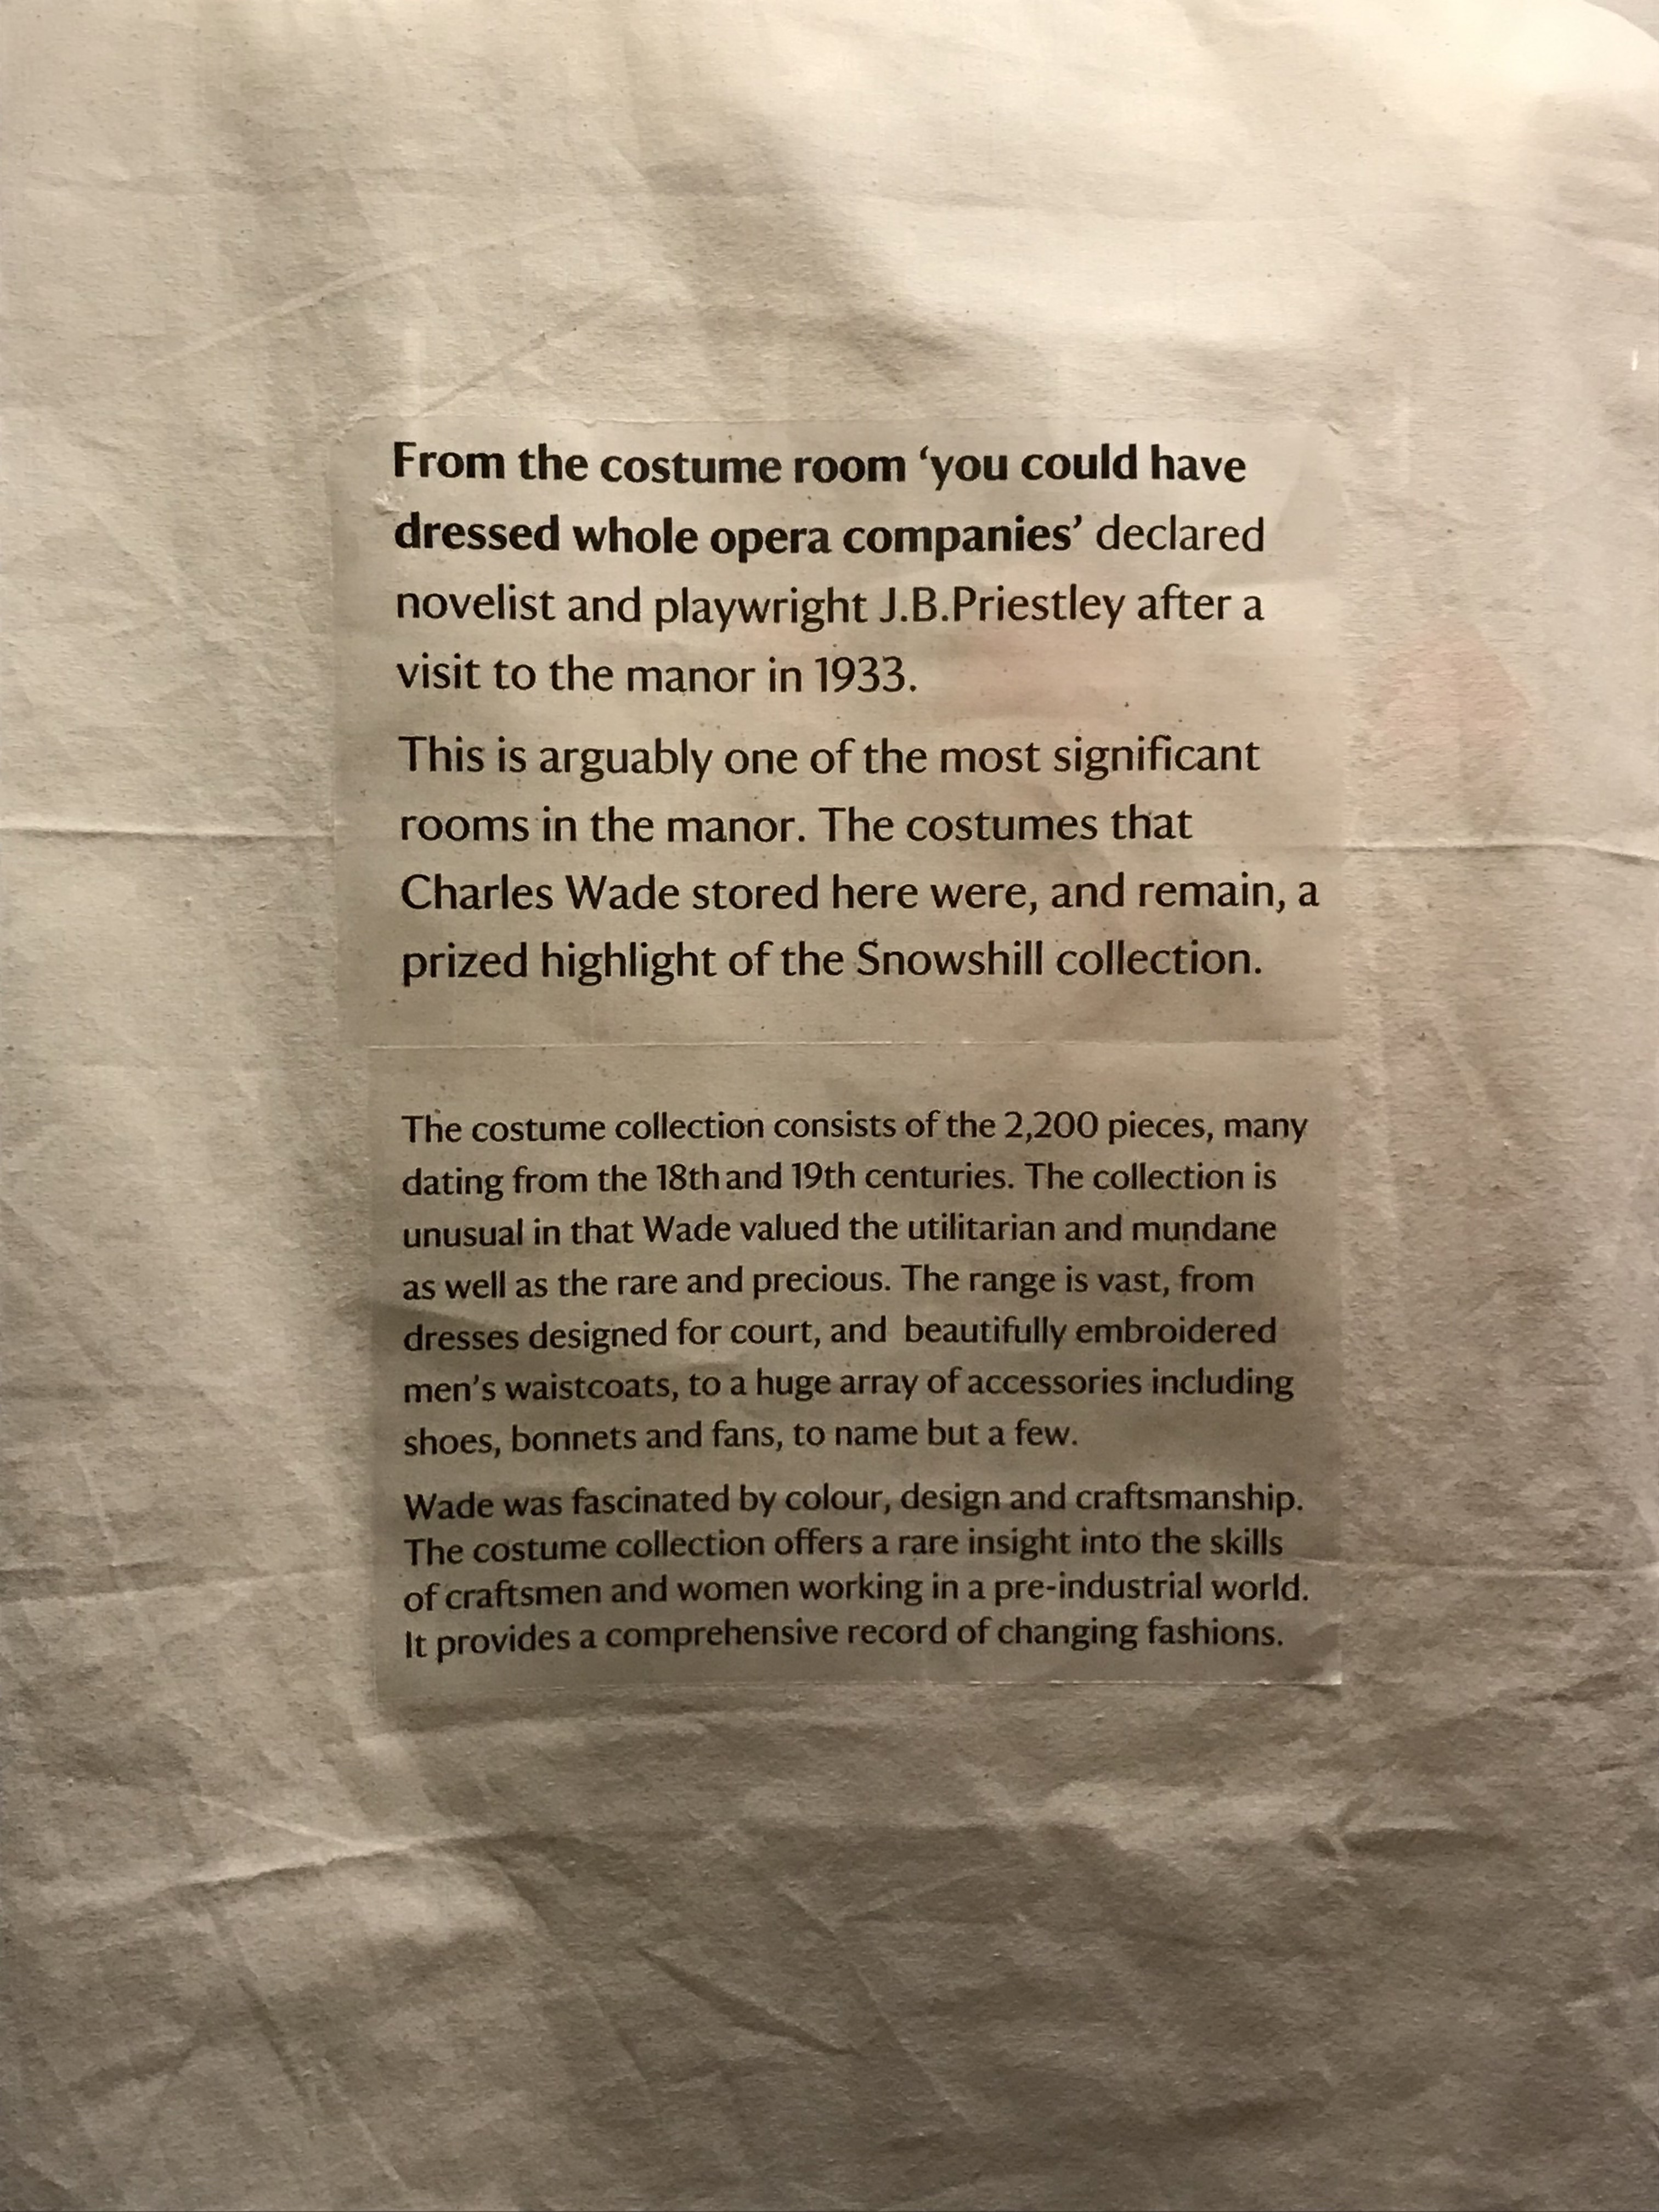 From the costume room ‘you could have
dressed whole opera companies’ declared
novelist and playwright J.B.Priestley after a
visit to the manor in 1933.
This is arguably one of the most significant
rooms in the manor. The costumes that
Charles Wade stored here were, and remain, a
prized highlight of the Snowshill collection.
The costume collection consists of the 2,200 pieces, many
dating from the 18th and 19th centuries. The collection is
unusual in that Wade valued the utilitarian and mundane
as well as the rare and precious. The range is vast, from
dresses designed for court, and  beautifully embroidered
men’s waistcoats, to a huge array of accessories including
shoes, bonnets and fans, to name but a few.
Wade was fascinated by colour, design and craftsmanship.
The costume collection offers a rare insight into the skills
of craftsmen and women working in a pre-industrial world.
It provides a comprehensive record of changing fashions.